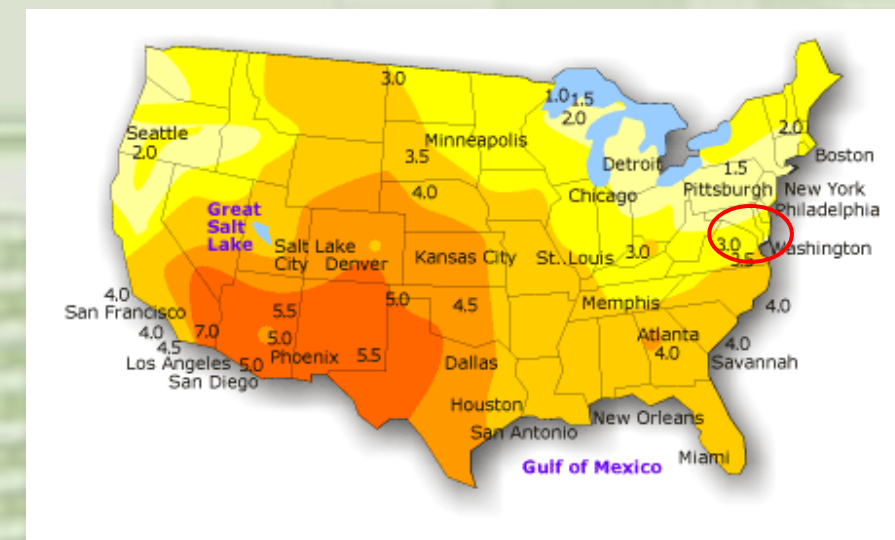 3.0
1.0
1.5
2.0
2.0
Seattle
2.0
Minneapolis
Boston
3.5
Detroit
1.5
4.0
Chicago
Pittsburgh
New York
Philadelphia
Great
Salt
Lake
Salt Lake
City
Denver
Kansas City
St. Louis
3.0
3.0
3.5
Washington
4.0
San Francisco
5.5
5.0
4.5
Memphis
4.0
4.0
7.0
5.0
Atlanta
4.0
4.5
Los Angeles
5.0
Phoenix
5.5
Dallas
4.0
Savannah
San Diego
Houston
New Orleans
San Antonio
Miami
Gulf of Mexico